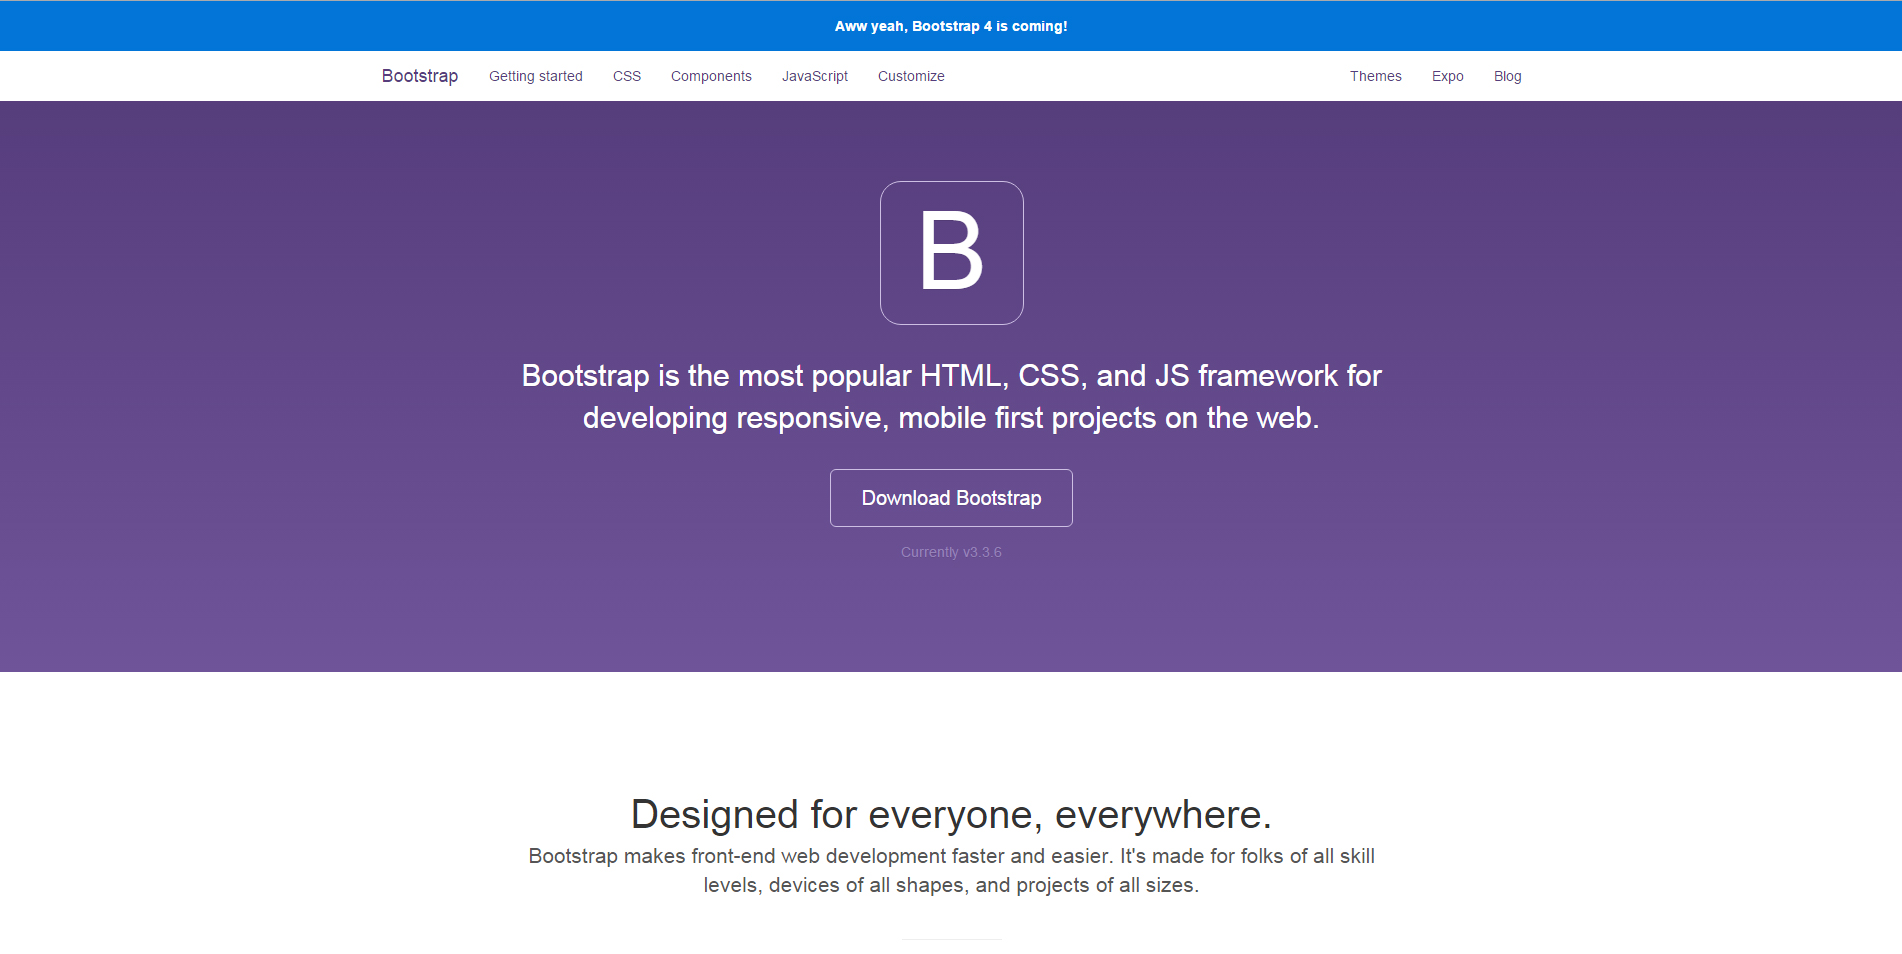 Aww yeah, Bootstrap 4 is coming!
Bootstrap Getting started CSS Components JavaScript Customize Themes Expo Blog
B
Bootstrap is the most popular HTML, CSS, and JS framework for
developing responsive, mobile first projects on the web.
Download Bootstrap
Currently v3.3.6
Designed for everyone, everywhere.
Bootstrap makes front-end web development faster and easier. It's made for folks of all skill
levels, devices of all shapes, and projects of all sizes.